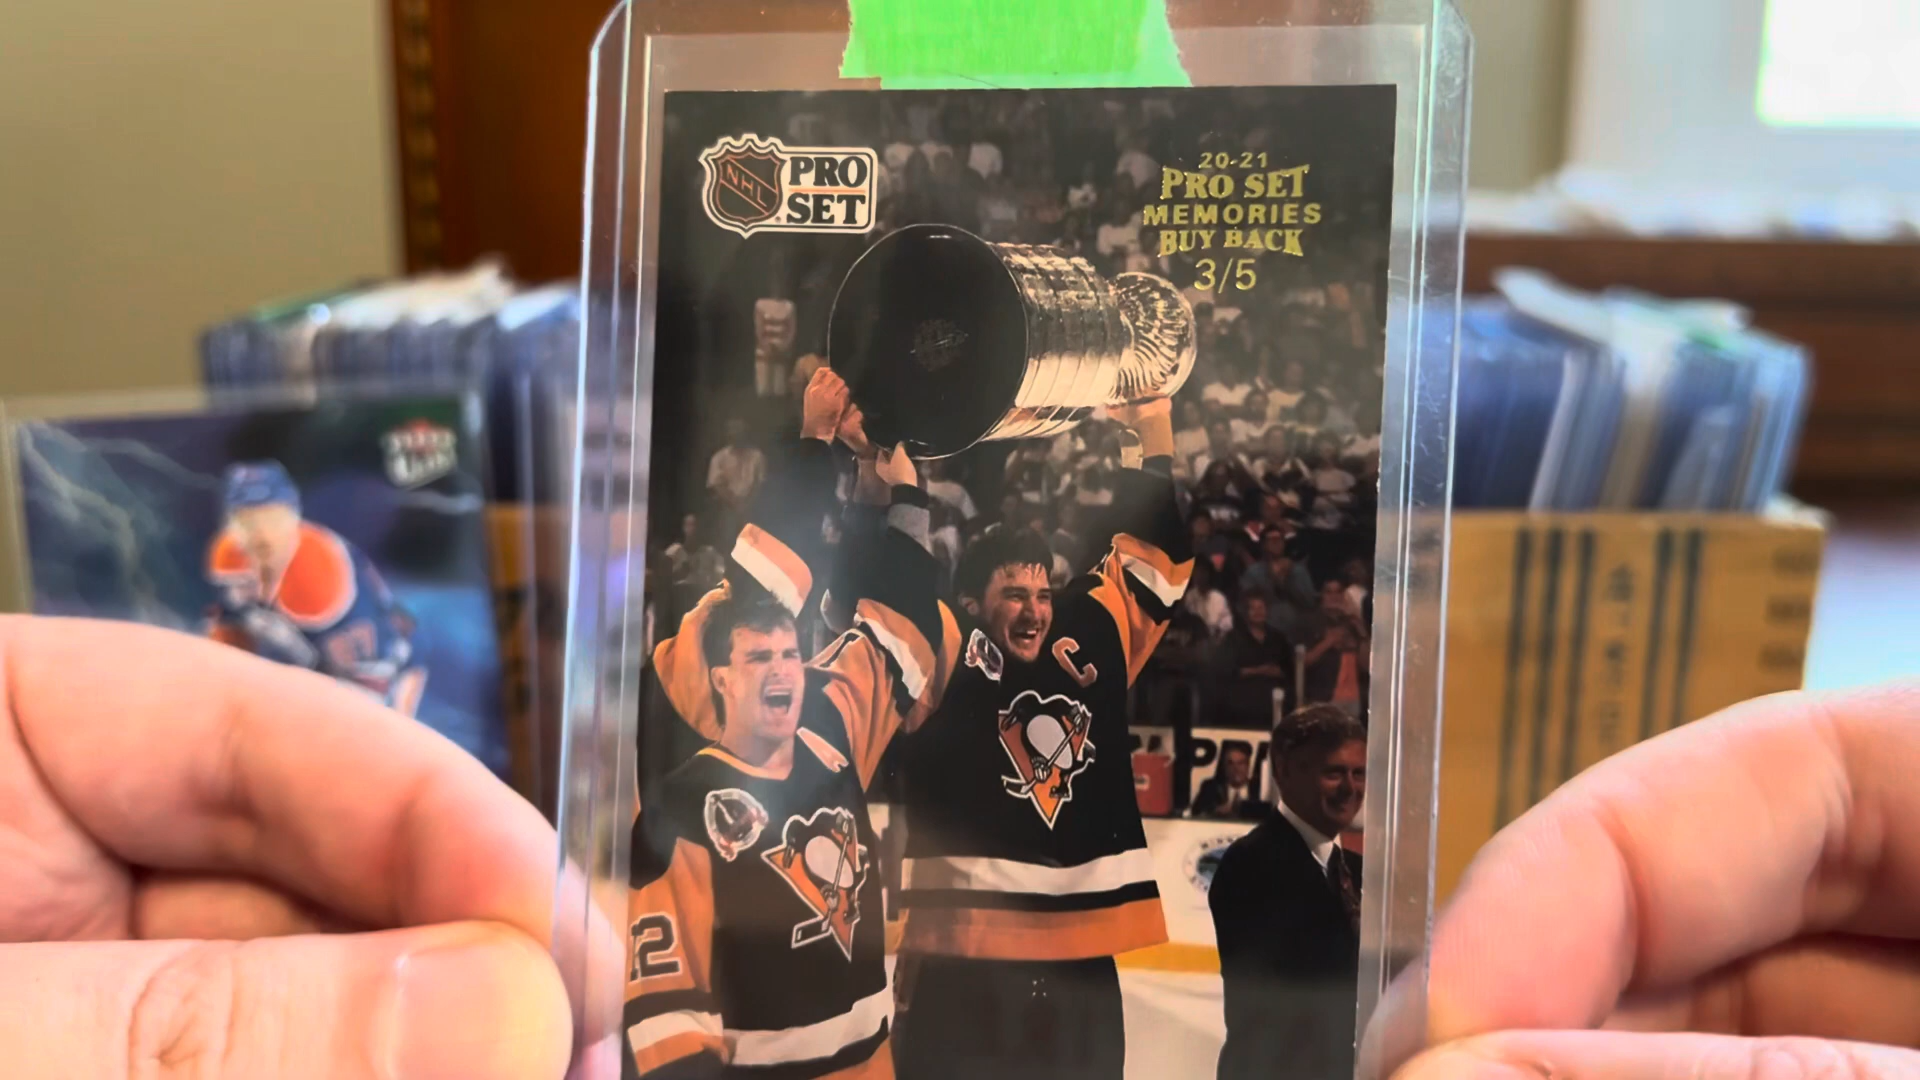 NHL
PRO
SET
20-21
PRO SET
MEMORIES
BUY BACK
3/5
C
12